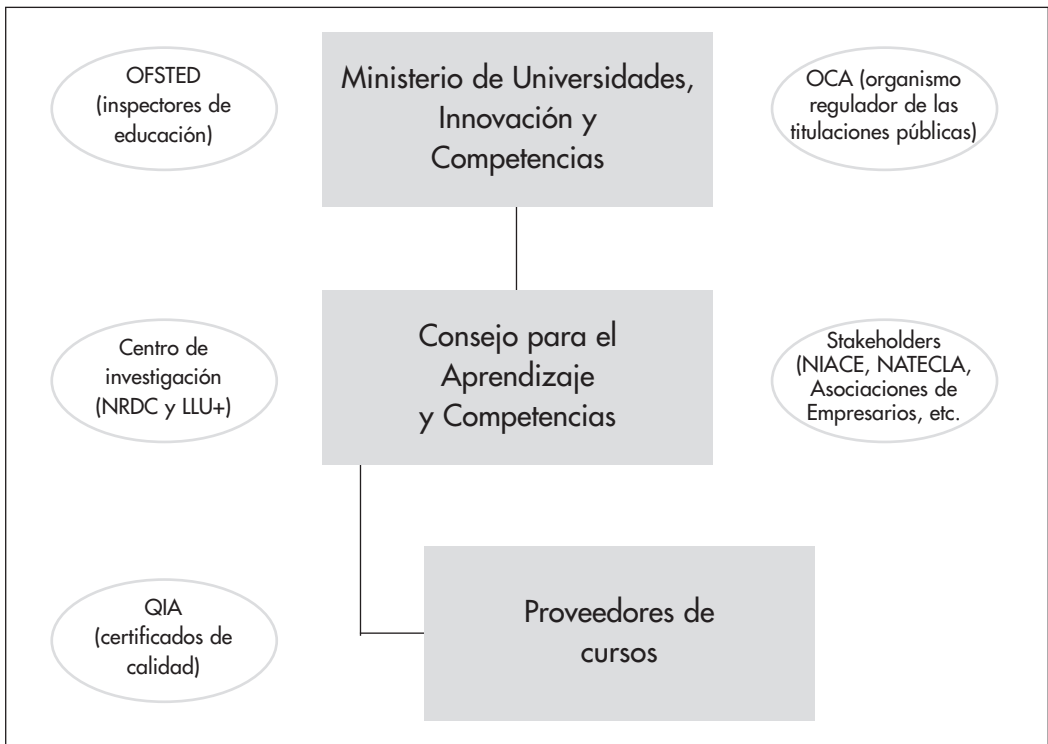 OFSTED
(inspectores de
educación)
Ministerio de Universidades,
Innovación y
Competencias
OCA (organismo
regulador de las
titulaciones públicas)
Centro de
investigación
(NRDC y LLU+)
Consejo para el
Aprendizaje
y Competencias
Stakeholders
(NIACE, NATECLA,
Asociaciones de
Empresarios, etc.
QIA
(certificados de
calidad)
Proveedores de
cursos